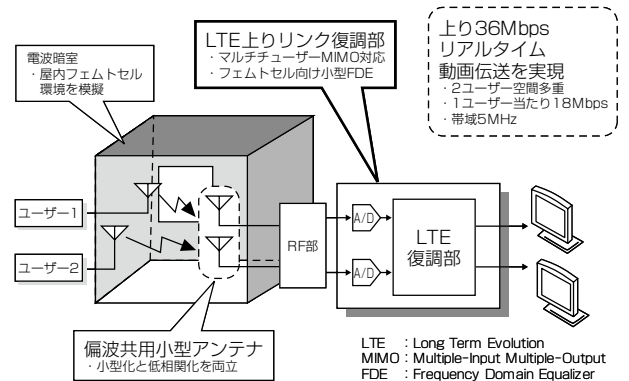 電波暗室
・屋内フェムトセル
環境を模擬
LTE上りリンク復調部
・マルチチューザーMIMO対応
・フェムトセル向け小型FDE
上り36Mbps
リアルタイム
動画伝送を実現
・2ユーザー空間多重
・1ユーザー当たり18Mbps
・帯域5MHz
ユーザー1
ユーザー2
RF部
A/D
A/D
LTE
復調部
偏波共用小型アンテナ
・小型化と低相関化を両立
LTE : Long Term Evolution
MIMO : Multiple-Input Multiple-Output
FDE : Frequency Domain Equalizer